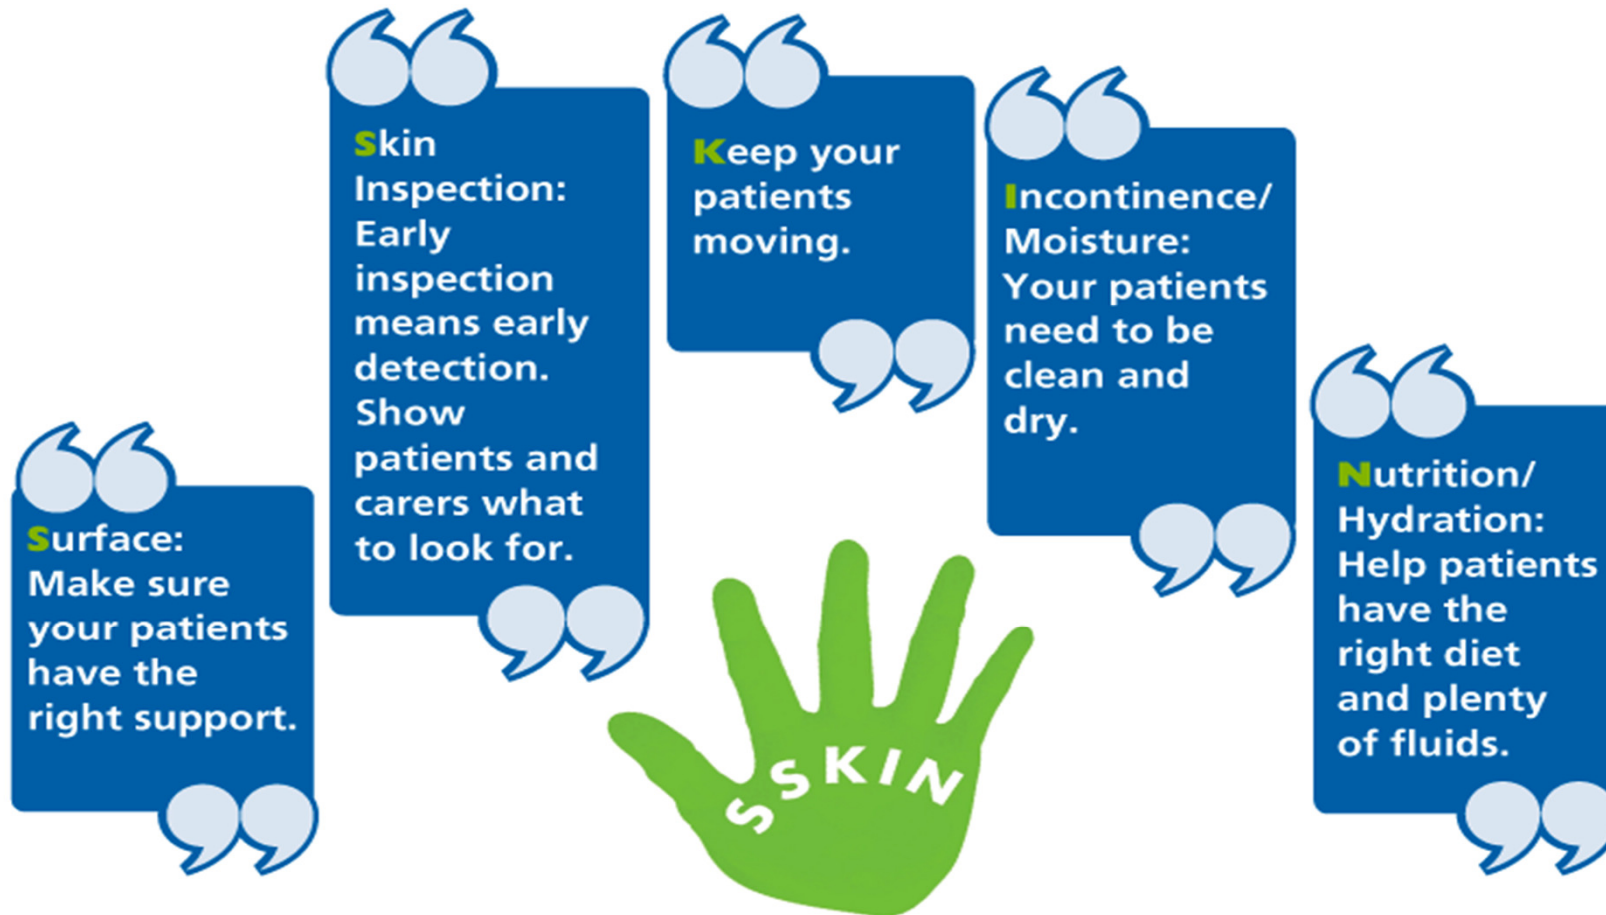 Surface:
Make sure
your patients
have the
right support.
Skin
Inspection:
Early
inspection
means early
detection.
Show
patients and
carers what
to look for.
Keep your
patients
moving.
Incontinence/
Moisture:
Your patients
need to be
clean and
dry.
Nutrition/
Hydration:
Help patients
have the
right diet
and plenty
of fluids.
SSKIN